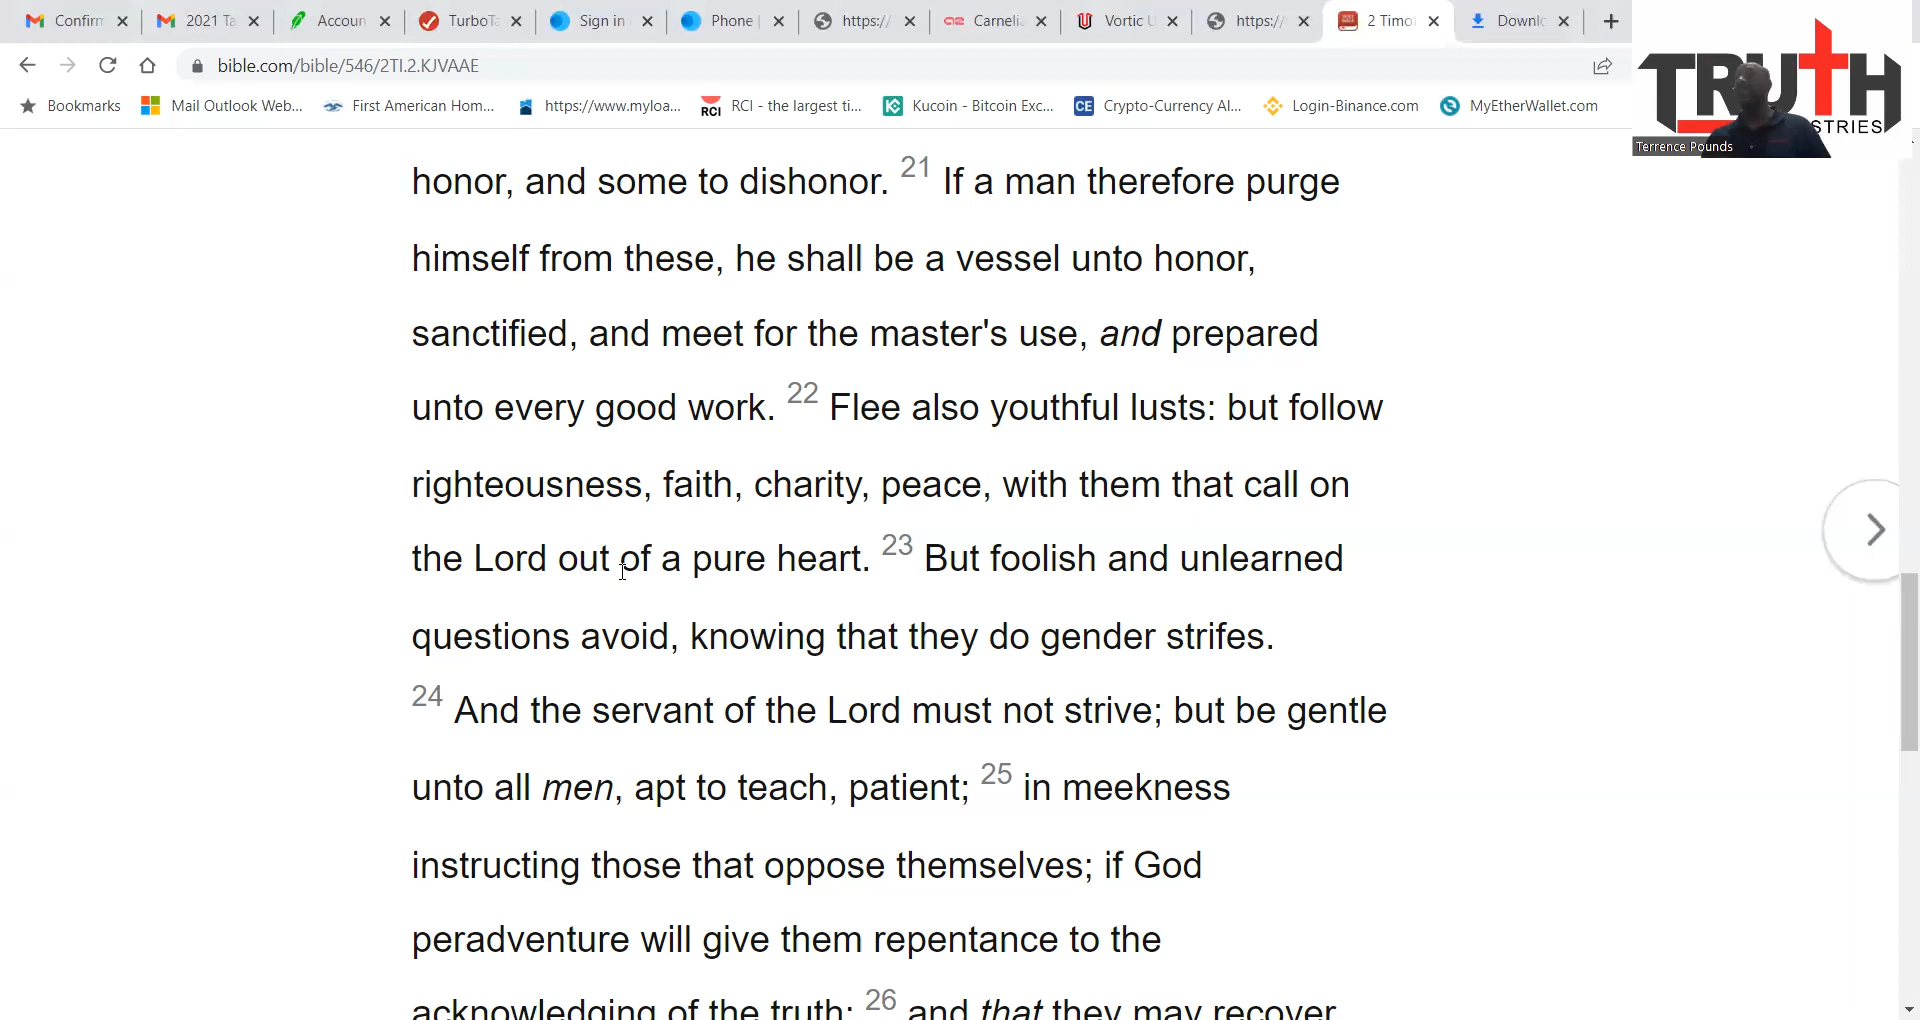 Confirm
2021 Ta
Accoun
TurboTa
Sign in
Phone
https://
Carnelia
Vortic U
https://
2 Timot
Downlo
bible.com/bible/546/2TI.2.KJVAAE
Bookmarks
Mail Outlook Web...
First American Hom...
https://www.myloa...
RCI RCI - the largest ti...
Kucoin - Bitcoin Exc...
CE Crypto-Currency Al...
Login-Binance.com
MyEtherWallet.com
TRUTH
STRIES
Terrence Pounds
honor, and some to dishonor. 21 If a man therefore purge
himself from these, he shall be a vessel unto honor,
sanctified, and meet for the master's use, and prepared
unto every good work. 22 Flee also youthful lusts: but follow
righteousness, faith, charity, peace, with them that call on
the Lord out of a pure heart. 23 But foolish and unlearned
questions avoid, knowing that they do gender strifes.
24 And the servant of the Lord must not strive; but be gentle
unto all men, apt to teach, patient; 25 in meekness
instructing those that oppose themselves; if God
peradventure will give them repentance to the
acknowledging of the truth; 26 and that they may recover